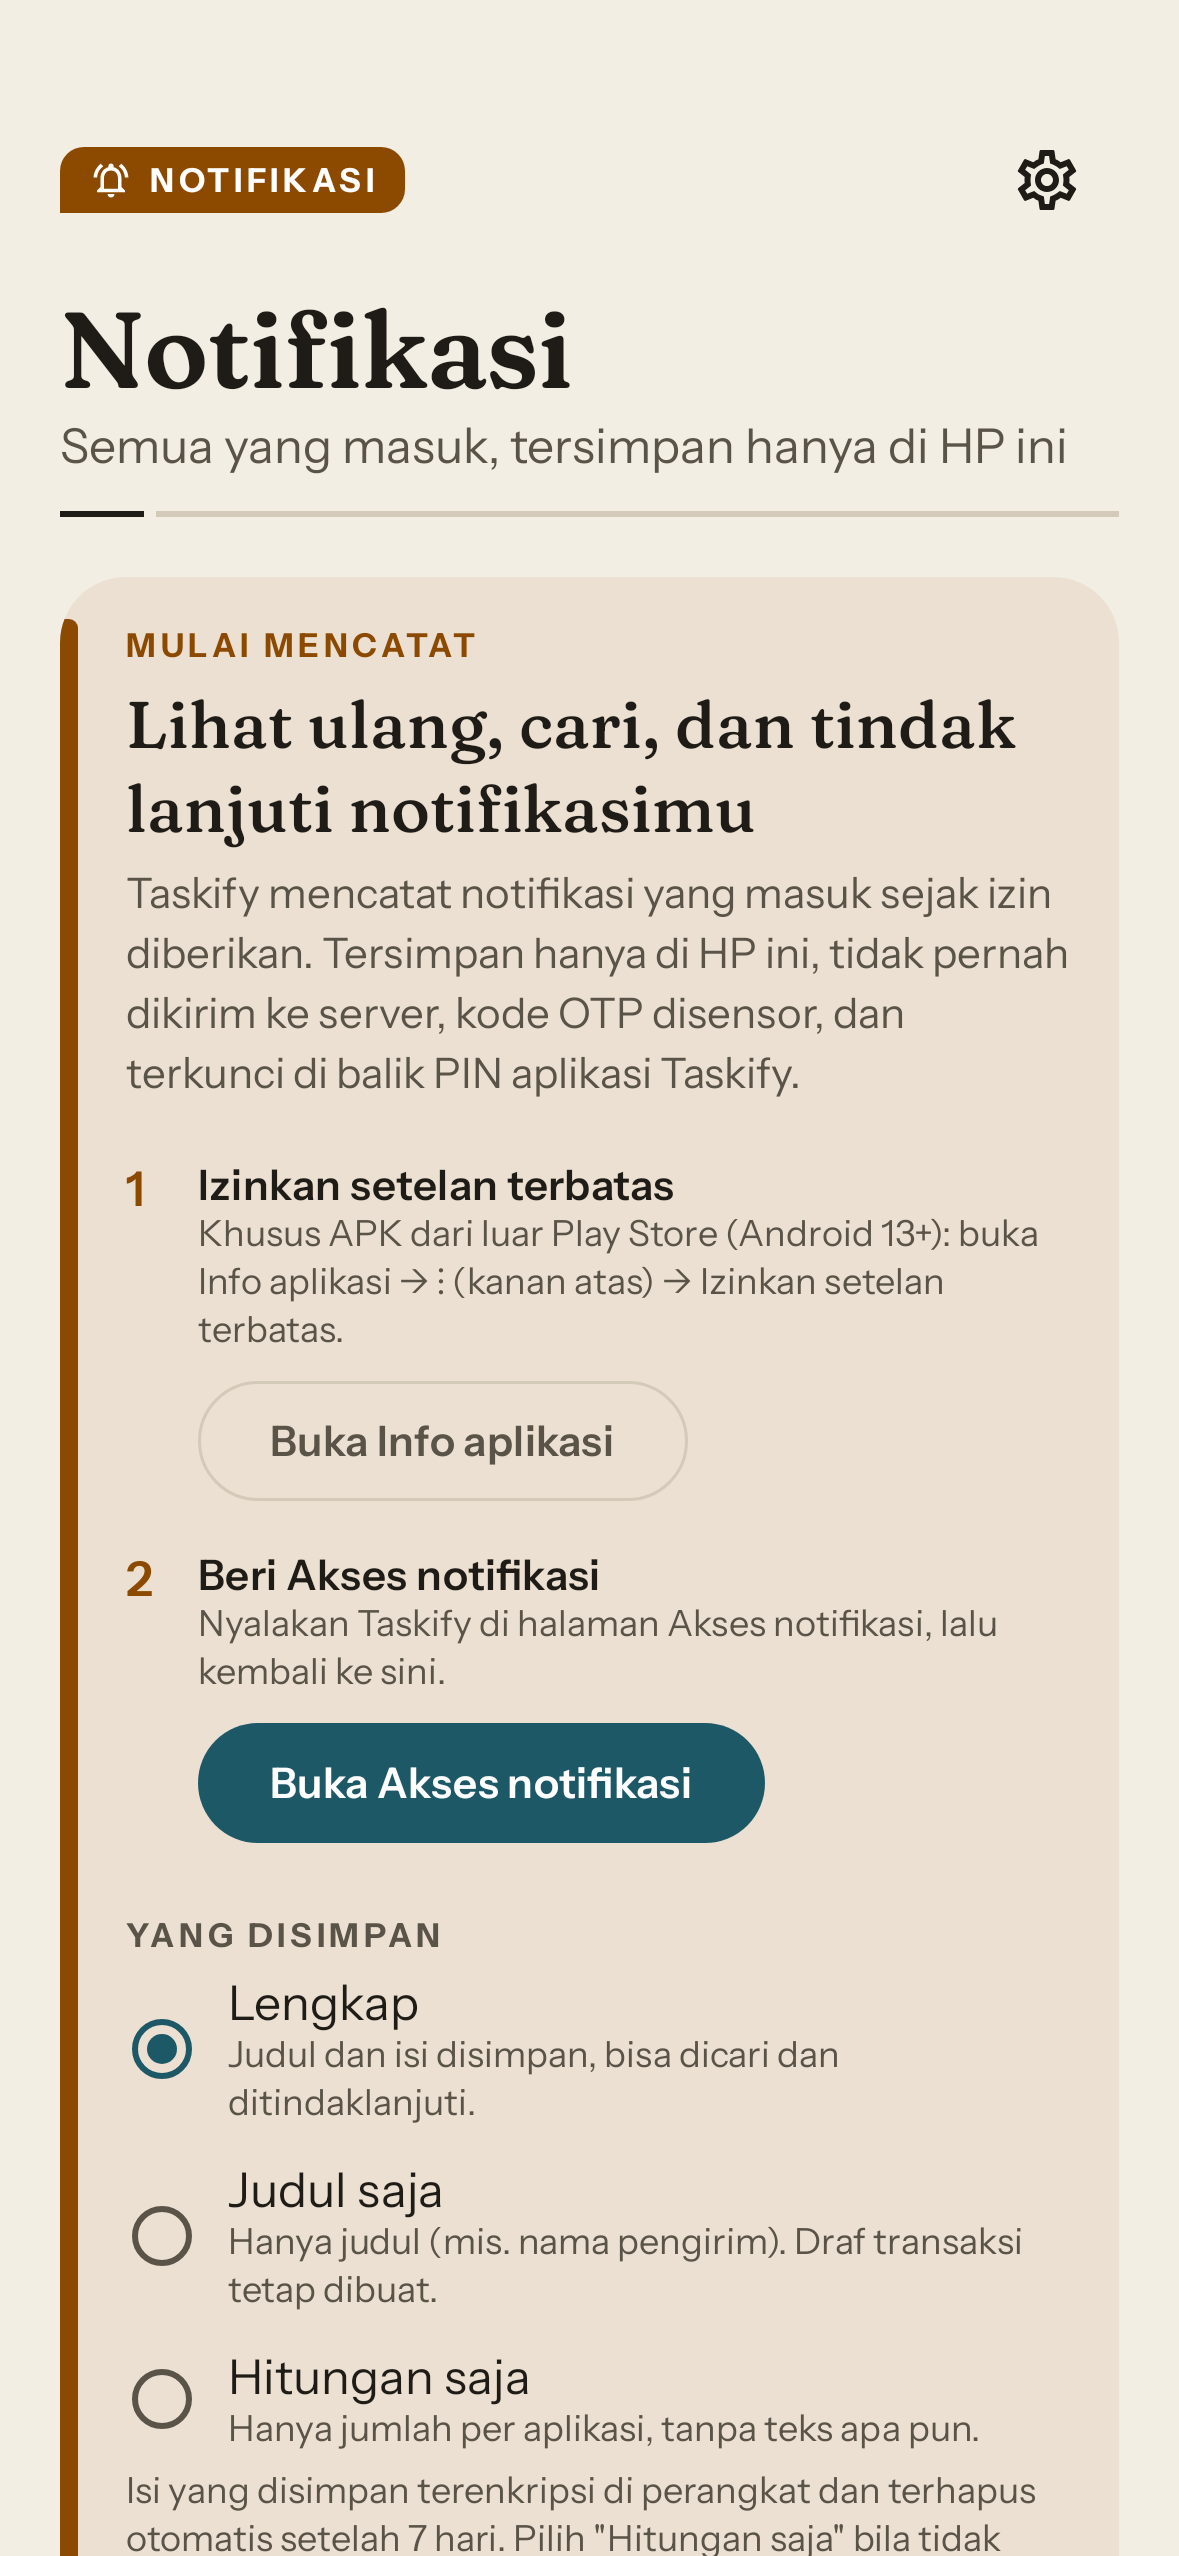 NOTIFIKASI
Notifikasi
Semua yang masuk, tersimpan hanya di HP ini
MULAI MENCATAT
Lihat ulang, cari, dan tindak
lanjuti notifikasimu
Taskify mencatat notifikasi yang masuk sejak izin
diberikan. Tersimpan hanya di HP ini, tidak pernah
dikirim ke server, kode OTP disensor, dan
terkunci di balik PIN aplikasi Taskify.
1 Izinkan setelan terbatas
Khusus APK dari luar Play Store (Android 13+): buka
Info aplikasi → ⋮ (kanan atas) → Izinkan setelan
terbatas.
Buka Info aplikasi
2 Beri Akses notifikasi
Nyalakan Taskify di halaman Akses notifikasi, lalu
kembali ke sini.
Buka Akses notifikasi
YANG DISIMPAN
Lengkap
Judul dan isi disimpan, bisa dicari dan
ditindaklanjuti.
Judul saja
Hanya judul (mis. nama pengirim). Draf transaksi
tetap dibuat.
Hitungan saja
Hanya jumlah per aplikasi, tanpa teks apa pun.
Isi yang disimpan terenkripsi di perangkat dan terhapus
otomatis setelah 7 hari. Pilih "Hitungan saja" bila tidak